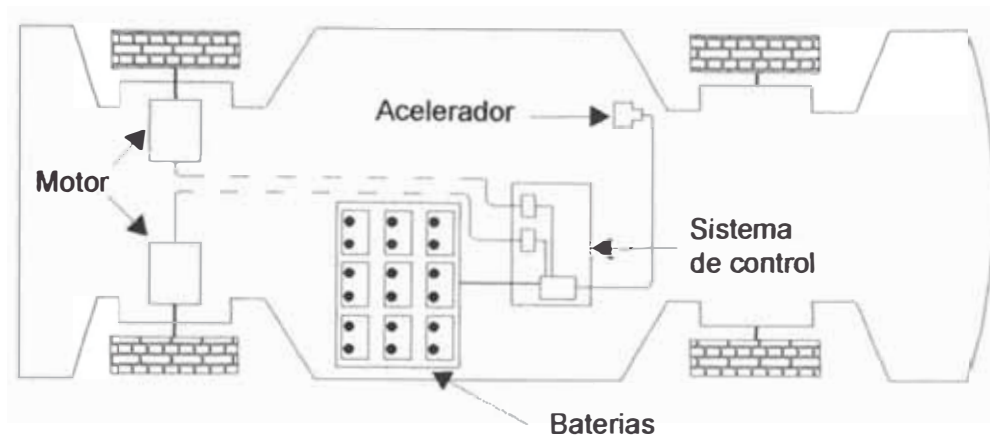 Acelerador
Motor
Sistema
de control
Baterias